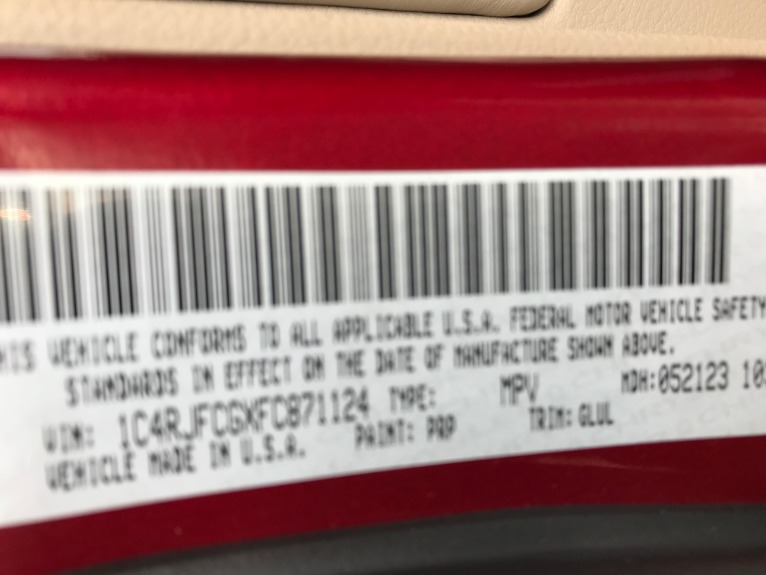 HIS VEHICLE CONFORMS TO ALL APPLICABLE U.S.A. FEDERAL MOTOR VEHICLE SAFETY
STANDARDS IN EFFECT ON THE DATE OF MANUFACTURE SHOWN ABOVE.
VIN: 1C4RJFCGXFC871124 TYPE: MPV MDH:052123 103
VEHICLE MADE IN U.S.A. PAINT: PRP TRIM:GLUL